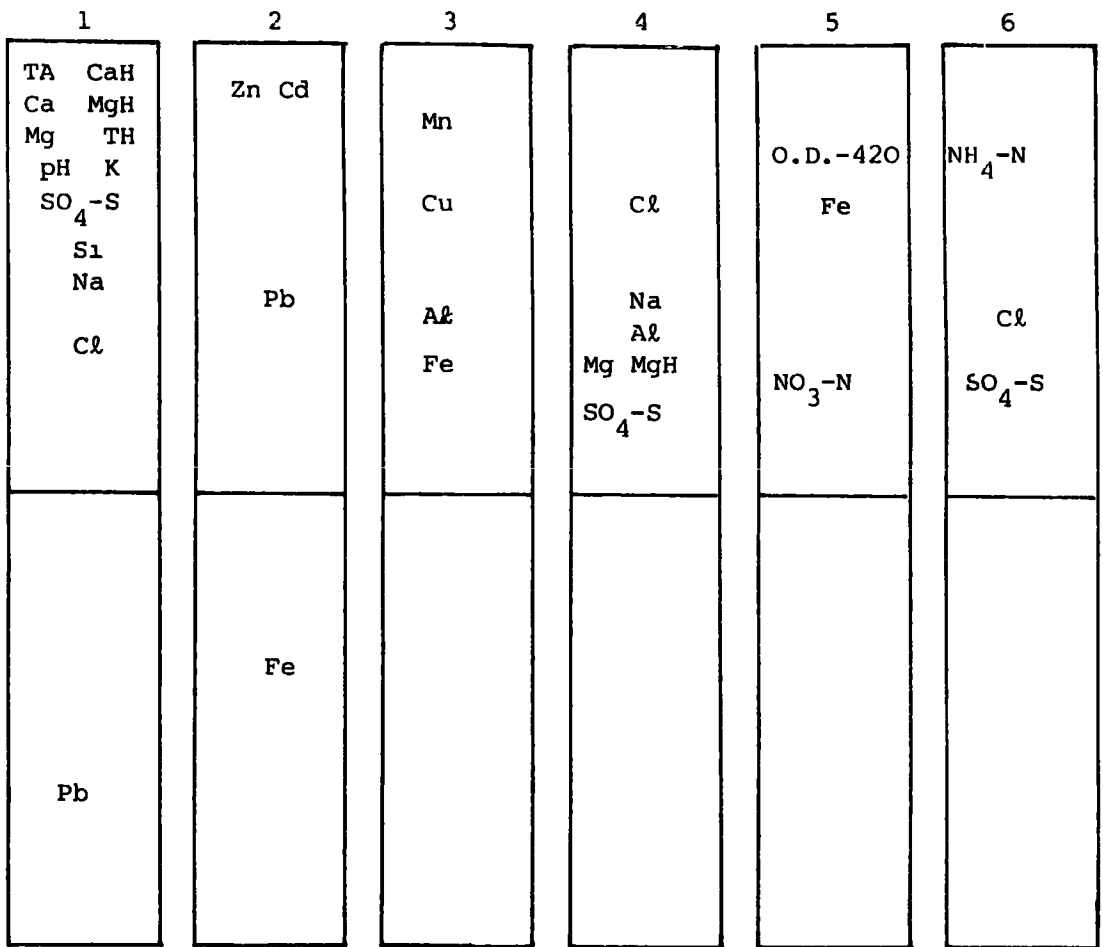 1 2 3 4 5 6
TA CaH
Ca MgH
Mg TH
pH K
SO4-S
Si
Na
Cℓ
Pb
Zn Cd
Pb
Fe
Mn
Cu
Aℓ
Fe
Cℓ
Na
Aℓ
Mg MgH
SO4-S
O.D.-420
Fe
NO3-N
NH4-N
Cℓ
SO4-S